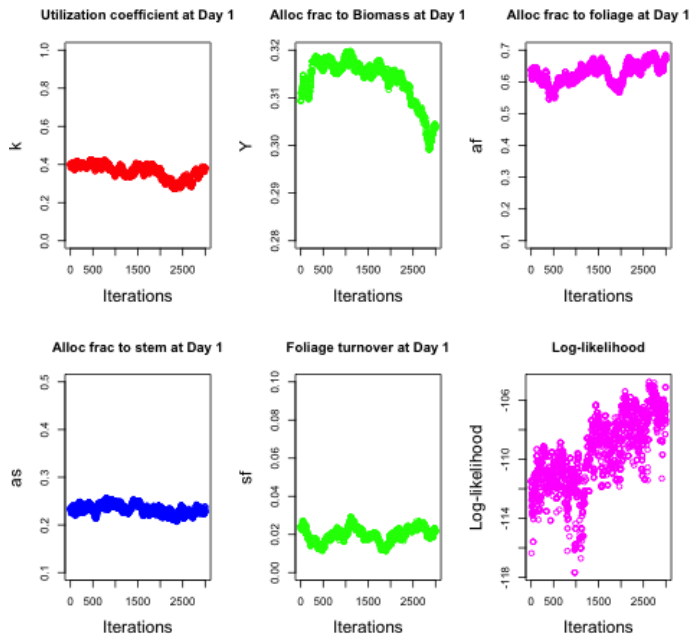 Utilization coefficient at Day 1
Alloc frac to Biomass at Day 1
Alloc frac to foliage at Day 1
k
0.0 0.2 0.4 0.6 0.8 1.0
0 500 1500 2500
Iterations
Y
0.28 0.29 0.30 0.31 0.32
0 500 1500 2500
Iterations
af
0.1 0.2 0.3 0.4 0.5 0.6 0.7
0 500 1500 2500
Iterations
Alloc frac to stem at Day 1
Foliage turnover at Day 1
Log-likelihood
as
0.1 0.2 0.3 0.4 0.5
0 500 1500 2500
Iterations
sf
0.00 0.02 0.04 0.06 0.08 0.10
0 500 1500 2500
Iterations
Log-likelihood
-118 -114 -110 -106
0 500 1500 2500
Iterations